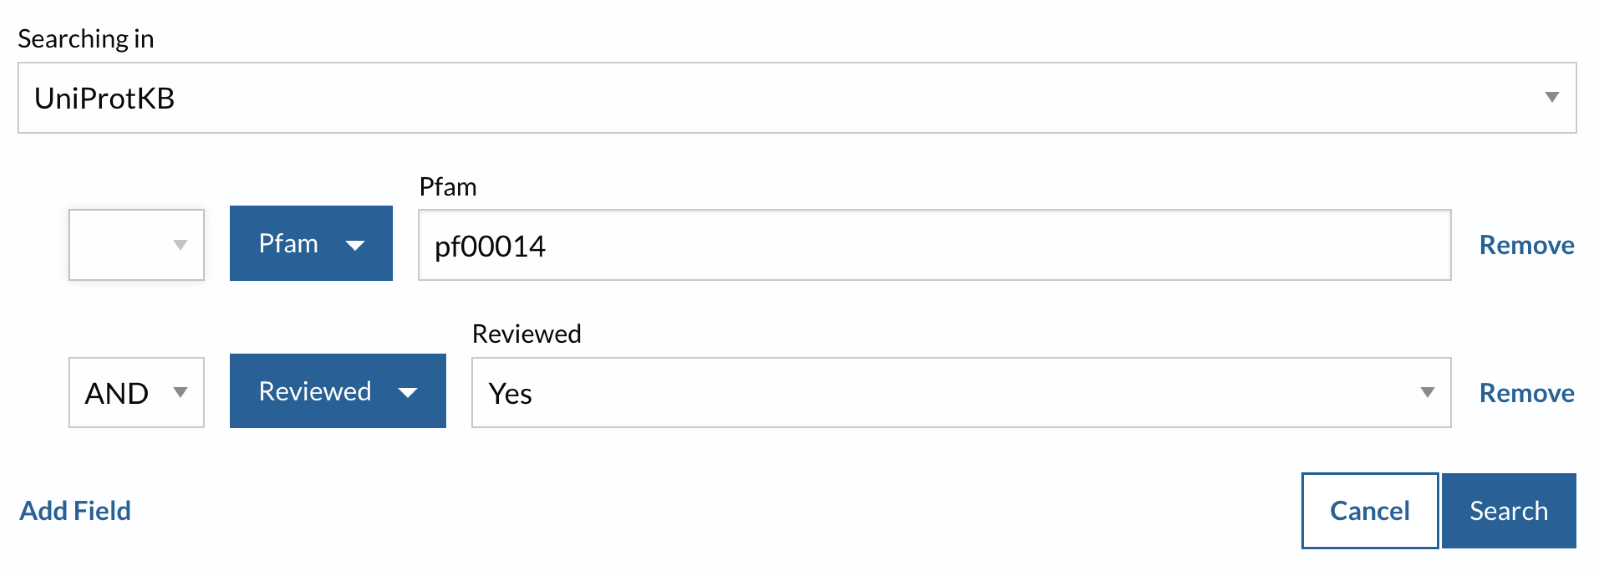 Searching in
UniProtKB
Pfam
Pfam
pf00014
Remove
Reviewed
AND
Reviewed
Yes
Remove
Add Field
Cancel
Search